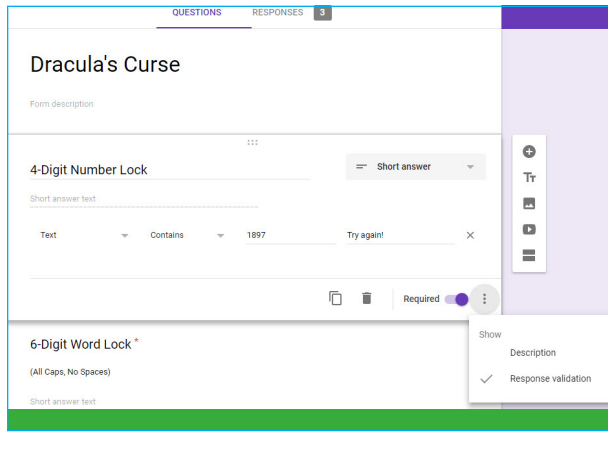 QUESTIONS RESPONSES 3
Dracula's Curse
Form description
4-Digit Number Lock Short answer
Short answer text
Text Contains 1897 Try again!
Required
Show
Description
Response validation
6-Digit Word Lock *
(All Caps, No Spaces)
Short answer text
Tт